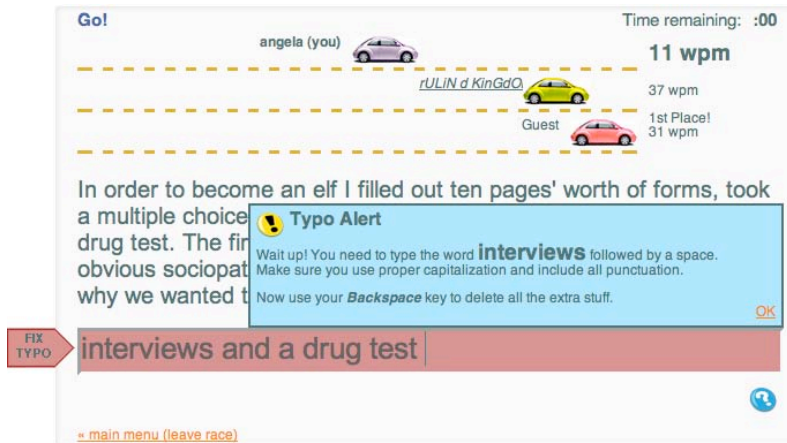 Go!
Time remaining: :00
angela (you)
11 wpm
rULiN d KinGdO
37 wpm
Guest
1st Place!
31 wpm
In order to become an elf I filled out ten pages' worth of forms, took
a multiple choice
drug test. The fir
obvious sociopat
why we wanted t
Typo Alert
Wait up! You need to type the word interviews followed by a space.
Make sure you use proper capitalization and include all punctuation.
Now use your Backspace key to delete all the extra stuff.
OK
FIX
TYPO
interviews and a drug test
« main menu (leave race)